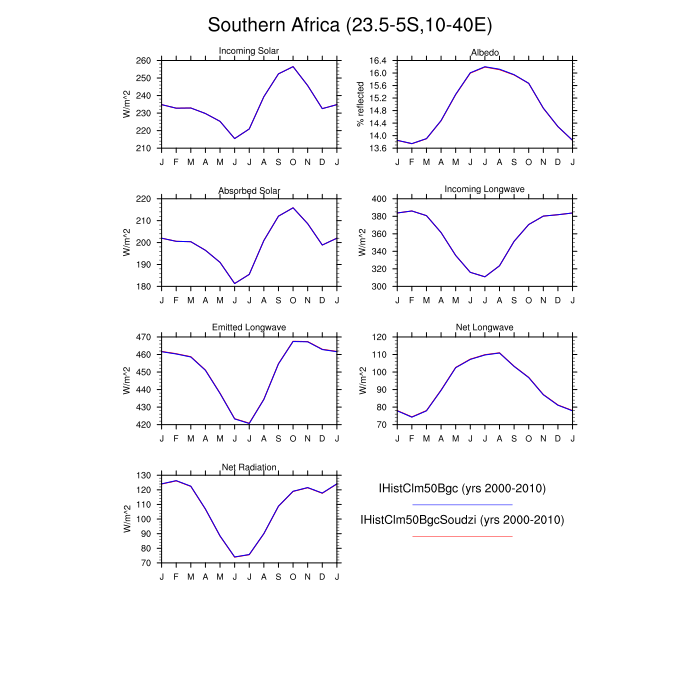 Southern Africa (23.5-5S,10-40E)
Incoming Solar
W/m^2
260
250
240
230
220
210
J F M A M J J A S O N D J
Albedo
% reflected
16.4
16.0
15.6
15.2
14.8
14.4
14.0
13.6
J F M A M J J A S O N D J
Absorbed Solar
W/m^2
220
210
200
190
180
J F M A M J J A S O N D J
Incoming Longwave
W/m^2
400
380
360
340
320
300
J F M A M J J A S O N D J
Emitted Longwave
W/m^2
470
460
450
440
430
420
J F M A M J J A S O N D J
Net Longwave
W/m^2
120
110
100
90
80
70
J F M A M J J A S O N D J
Net Radiation
W/m^2
130
120
110
100
90
80
70
J F M A M J J A S O N D J
IHistClm50Bgc (yrs 2000-2010)
IHistClm50BgcSoudzi (yrs 2000-2010)